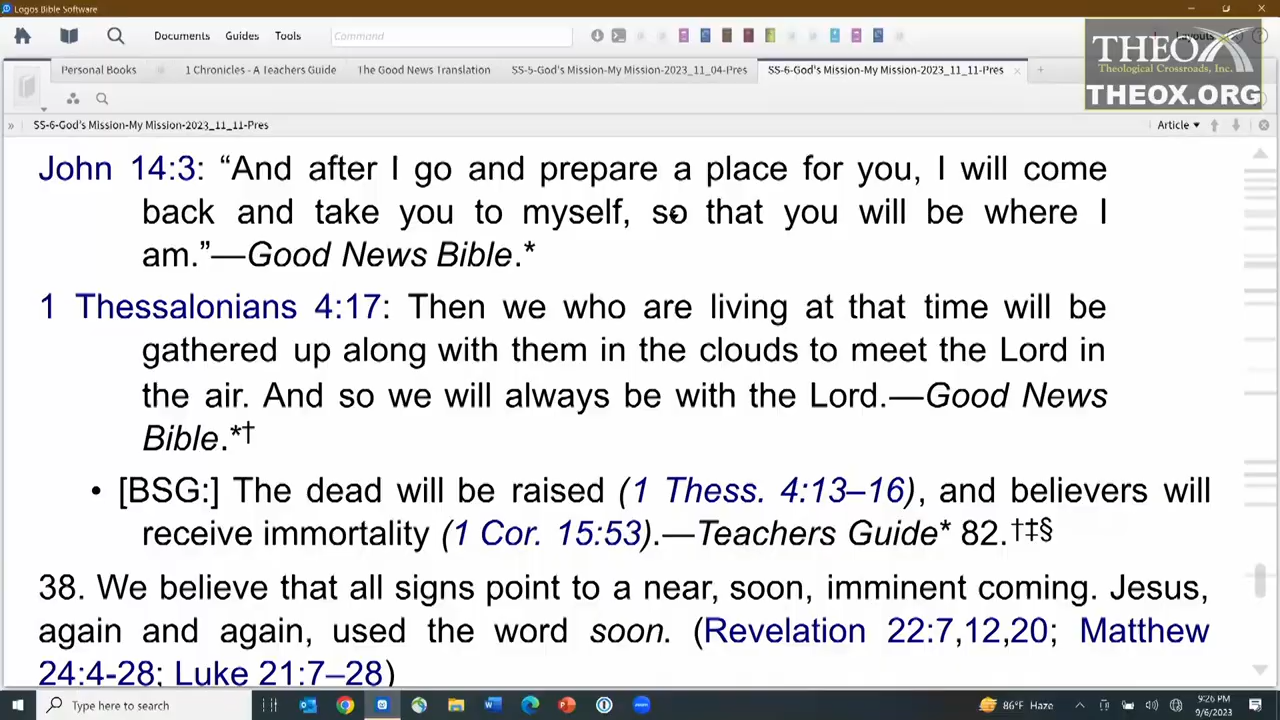 Logos Bible Software
Documents Guides Tools Command Layouts
THEOX
Theological Crossroads, Inc.
THEOX.ORG
Personal Books 1 Chronicles - A Teachers Guide The Good News Bible SS-5-God's Mission-My Mission-2023_11_04-Pres SS-6-God's Mission-My Mission-2023_11_11-Pres
SS-6-God's Mission-My Mission-2023_11_11-Pres Article
John 14:3: “And after I go and prepare a place for you, I will come
back and take you to myself, so that you will be where I
am.”—Good News Bible.*
1 Thessalonians 4:17: Then we who are living at that time will be
gathered up along with them in the clouds to meet the Lord in
the air. And so we will always be with the Lord.—Good News
Bible.*†
• [BSG:] The dead will be raised (1 Thess. 4:13–16), and believers will
receive immortality (1 Cor. 15:53).—Teachers Guide* 82.†‡§
38. We believe that all signs point to a near, soon, imminent coming. Jesus,
again and again, used the word soon. (Revelation 22:7,12,20; Matthew
24:4-28; Luke 21:7–28)
Type here to search 86°F Haze 9:26 PM
9/6/2023